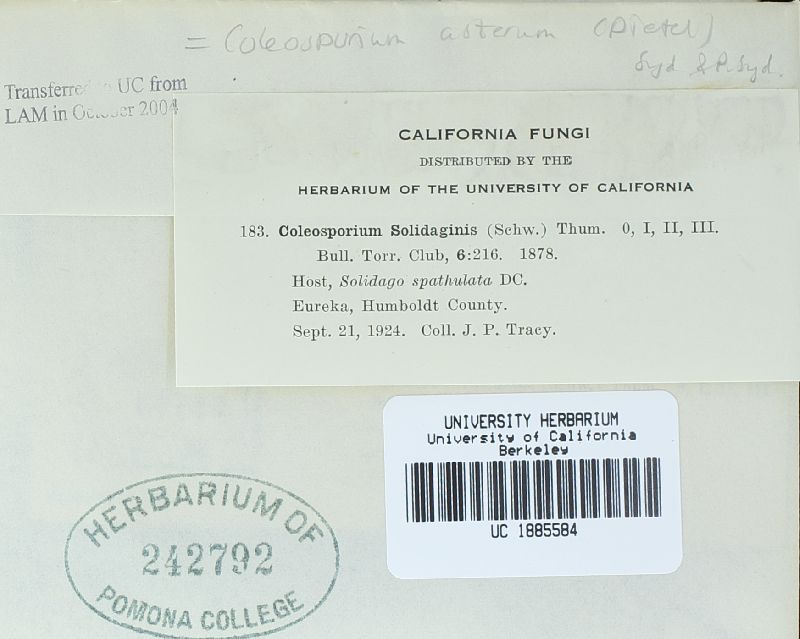 = Coleosporium asterum (Dietel)
Syd & P. Syd.
Transferred to UC from
LAM in October 2004
CALIFORNIA FUNGI
DISTRIBUTED BY THE
HERBARIUM OF THE UNIVERSITY OF CALIFORNIA
183. Coleosporium Solidaginis (Schw.) Thum. 0, I, II, III.
Bull. Torr. Club, 6:216. 1878.
Host, Solidago spathulata DC.
Eureka, Humboldt County.
Sept. 21, 1924. Coll. J. P. Tracy.
UNIVERSITY HERBARIUM
University of California
Berkeley
UC 1885584
HERBARIUM OF
242792
POMONA COLLEGE